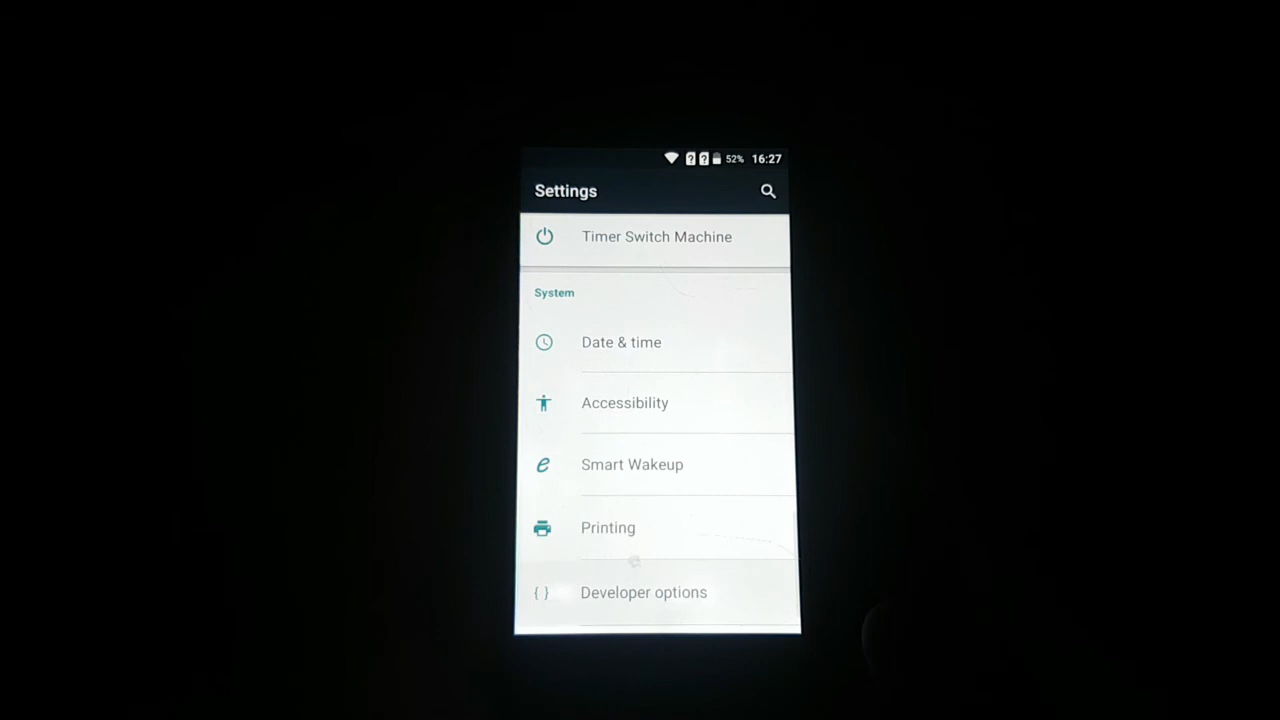 52% 16:27
Settings
Timer Switch Machine
System
Date & time
Accessibility
Smart Wakeup
Printing
{ } Developer options